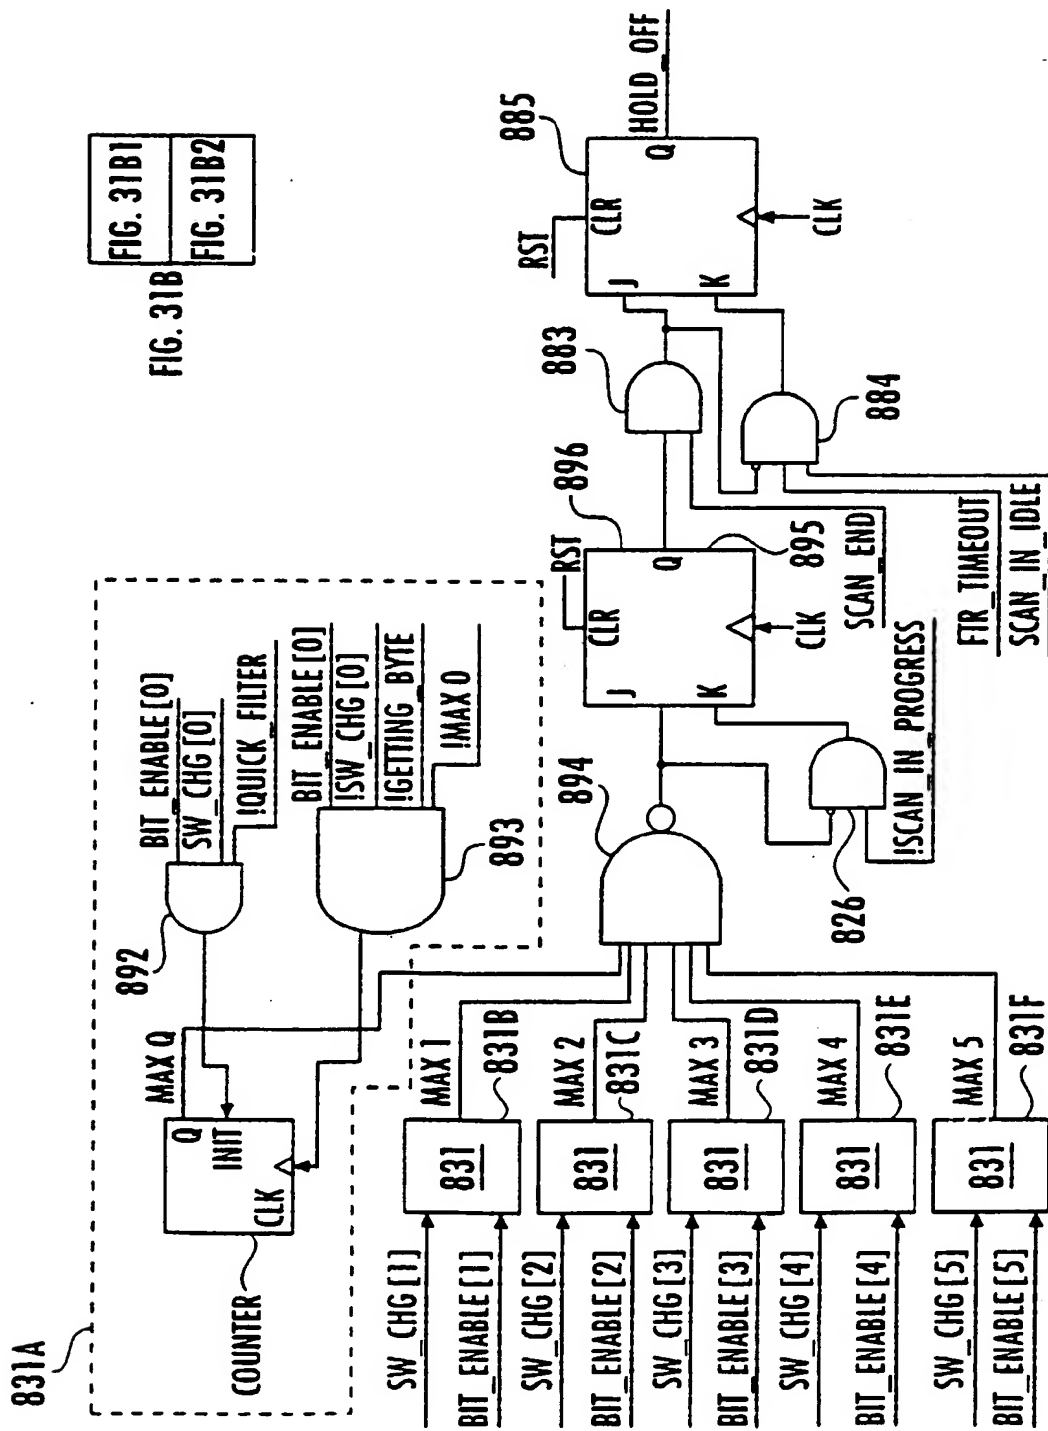 831A
COUNTER
CLK
INIT
Q
MAX Q
892
BIT_ENABLE[0]
SW_CHG[0]
!QUICK_FILTER
BIT_ENABLE[0]
!SW_CHG[0]
!GETTING_BYTE
!MAX 0
893
FIG. 31B1
FIG. 31B2
FIG. 31B
SW_CHG[1]
BIT_ENABLE[1]
831
MAX 1
831B
SW_CHG[2]
BIT_ENABLE[2]
831
MAX 2
831C
SW_CHG[3]
BIT_ENABLE[3]
831
MAX 3
831D
SW_CHG[4]
BIT_ENABLE[4]
831
MAX 4
831E
SW_CHG[5]
BIT_ENABLE[5]
831
MAX 5
831F
894
826
!SCAN_IN_PROGRESS
J
K
CLR
RST
Q
CLK
896
895
SCAN_END
883
884
FTR_TIMEOUT
SCAN_IN_IDLE
J
K
CLR
RST
Q
CLK
885
HOLD_OFF